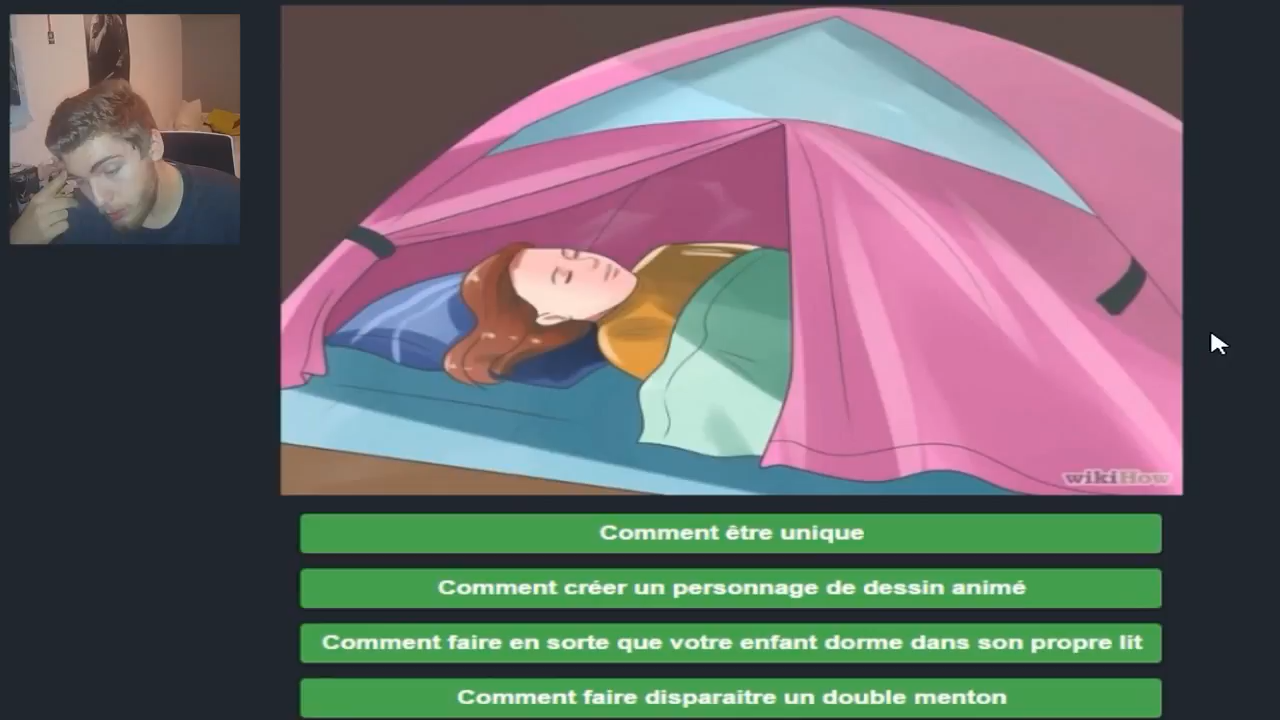 wikiHow
Comment être unique
Comment créer un personnage de dessin animé
Comment faire en sorte que votre enfant dorme dans son propre lit
Comment faire disparaitre un double menton